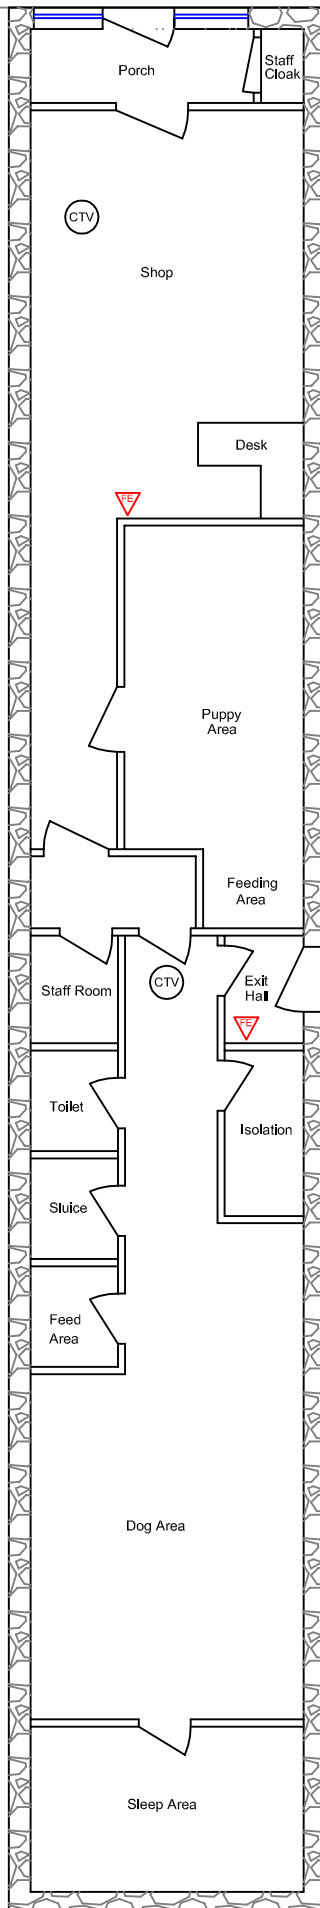 Porch
Staff
Cloak
CTV
Shop
Desk
FE
Puppy
Area
Feeding
Area
Staff Room
CTV
Exit
Hall
FE
Toilet
Isolation
Sluice
Feed
Area
Dog Area
Sleep Area